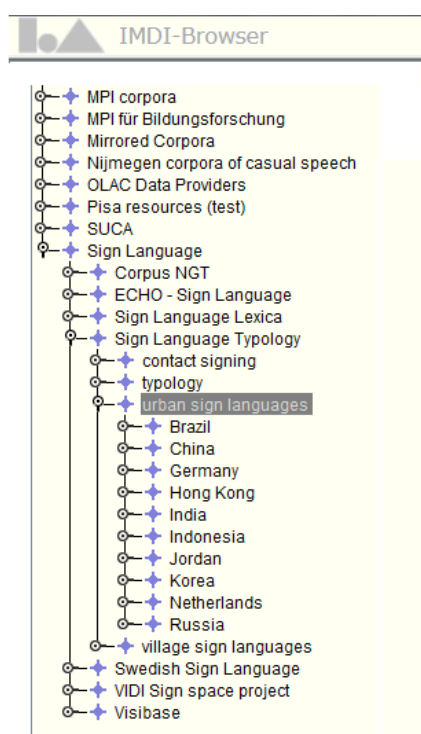 IMDI-Browser
MPI corpora
MPI für Bildungsforschung
Mirrored Corpora
Nijmegen corpora of casual speech
OLAC Data Providers
Pisa resources (test)
SUCA
Sign Language
Corpus NGT
ECHO - Sign Language
Sign Language Lexica
Sign Language Typology
contact signing
typology
urban sign languages
Brazil
China
Germany
Hong Kong
India
Indonesia
Jordan
Korea
Netherlands
Russia
village sign languages
Swedish Sign Language
VIDI Sign space project
Visibase